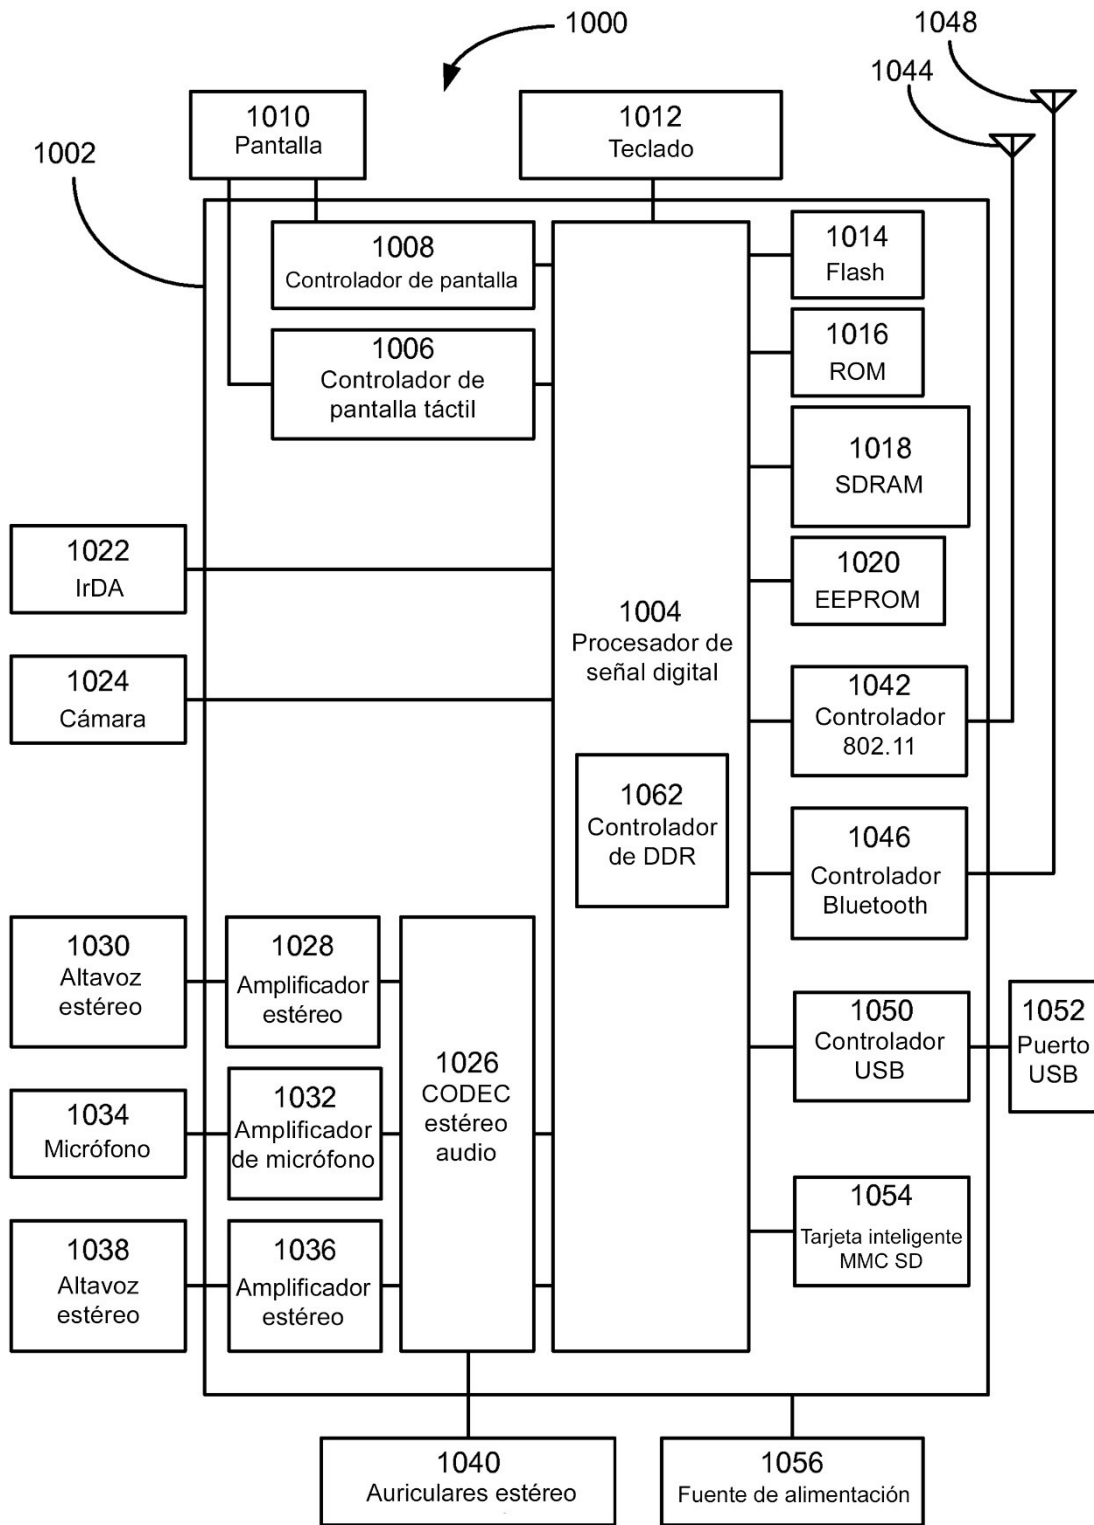 1000
1048
1044
1002
1010
Pantalla
1012
Teclado
1008
Controlador de pantalla
1006
Controlador de
pantalla táctil
1014
Flash
1016
ROM
1018
SDRAM
1020
EEPROM
1022
IrDA
1024
Cámara
1004
Procesador de
señal digital
1062
Controlador
de DDR
1042
Controlador
802.11
1046
Controlador
Bluetooth
1030
Altavoz
estéreo
1028
Amplificador
estéreo
1026
CODEC
estéreo
audio
1050
Controlador
USB
1052
Puerto
USB
1034
Micrófono
1032
Amplificador
de micrófono
1038
Altavoz
estéreo
1036
Amplificador
estéreo
1054
Tarjeta inteligente
MMC SD
1040
Auriculares estéreo
1056
Fuente de alimentación